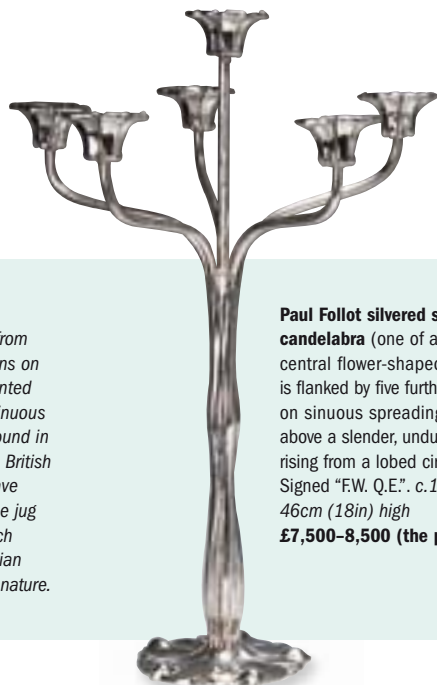 from
ns on
nted
nuous
ound in
British
ve
e jug
ch
ian
nature.
Paul Follot silvered s
candelabra (one of a
central flower-shaped
is flanked by five furth
on sinuous spreading
above a slender, undu
rising from a lobed cir
Signed “F.W. Q.E.”. c.1
46cm (18in) high
£7,500–8,500 (the p